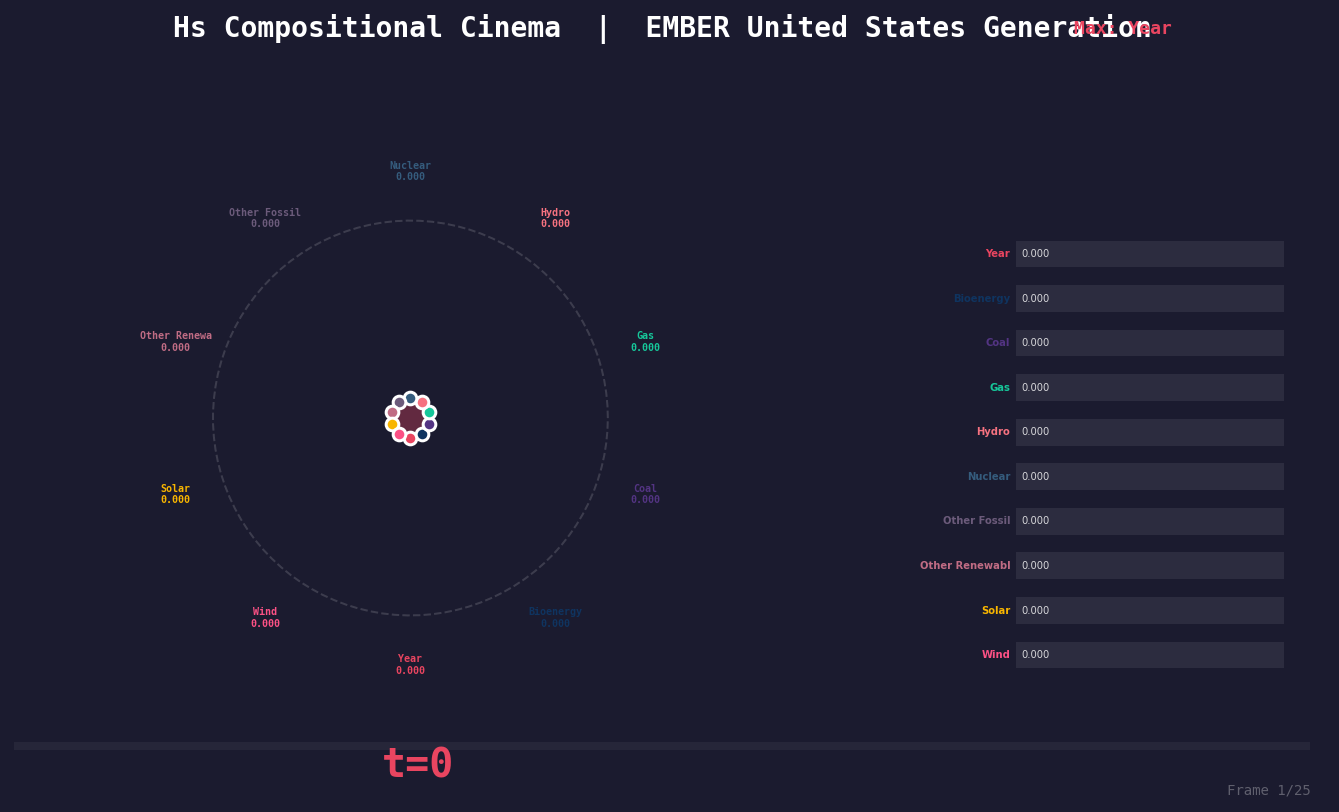 Hs Compositional Cinema | EMBER United States Generation
Max: Year
Nuclear
0.000
Other Fossil
0.000
Hydro
0.000
Other Renewa
0.000
Gas
0.000
Solar
0.000
Coal
0.000
Wind
0.000
Bioenergy
0.000
Year
0.000
Year 0.000
Bioenergy 0.000
Coal 0.000
Gas 0.000
Hydro 0.000
Nuclear 0.000
Other Fossil 0.000
Other Renewabl 0.000
Solar 0.000
Wind 0.000
t=0
Frame 1/25